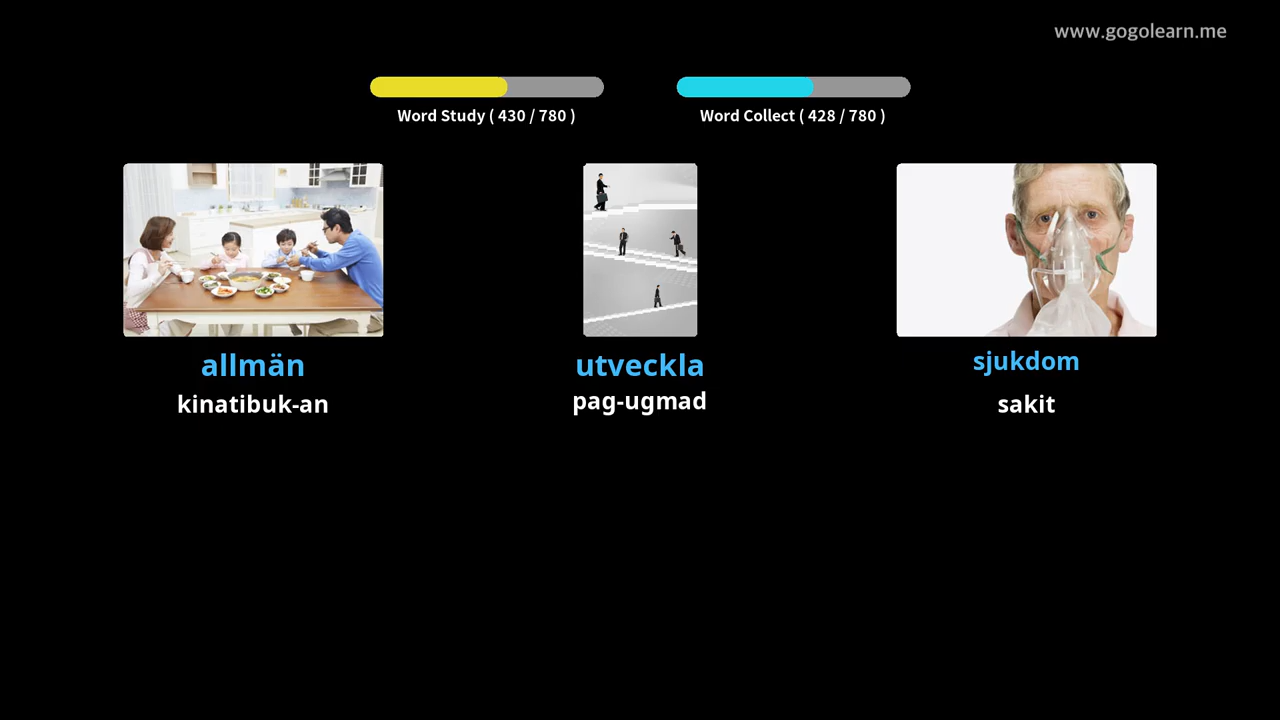 www.gogolearn.me
Word Study ( 430 / 780 )
Word Collect ( 428 / 780 )
allmän
kinatibuk-an
utveckla
pag-ugmad
sjukdom
sakit